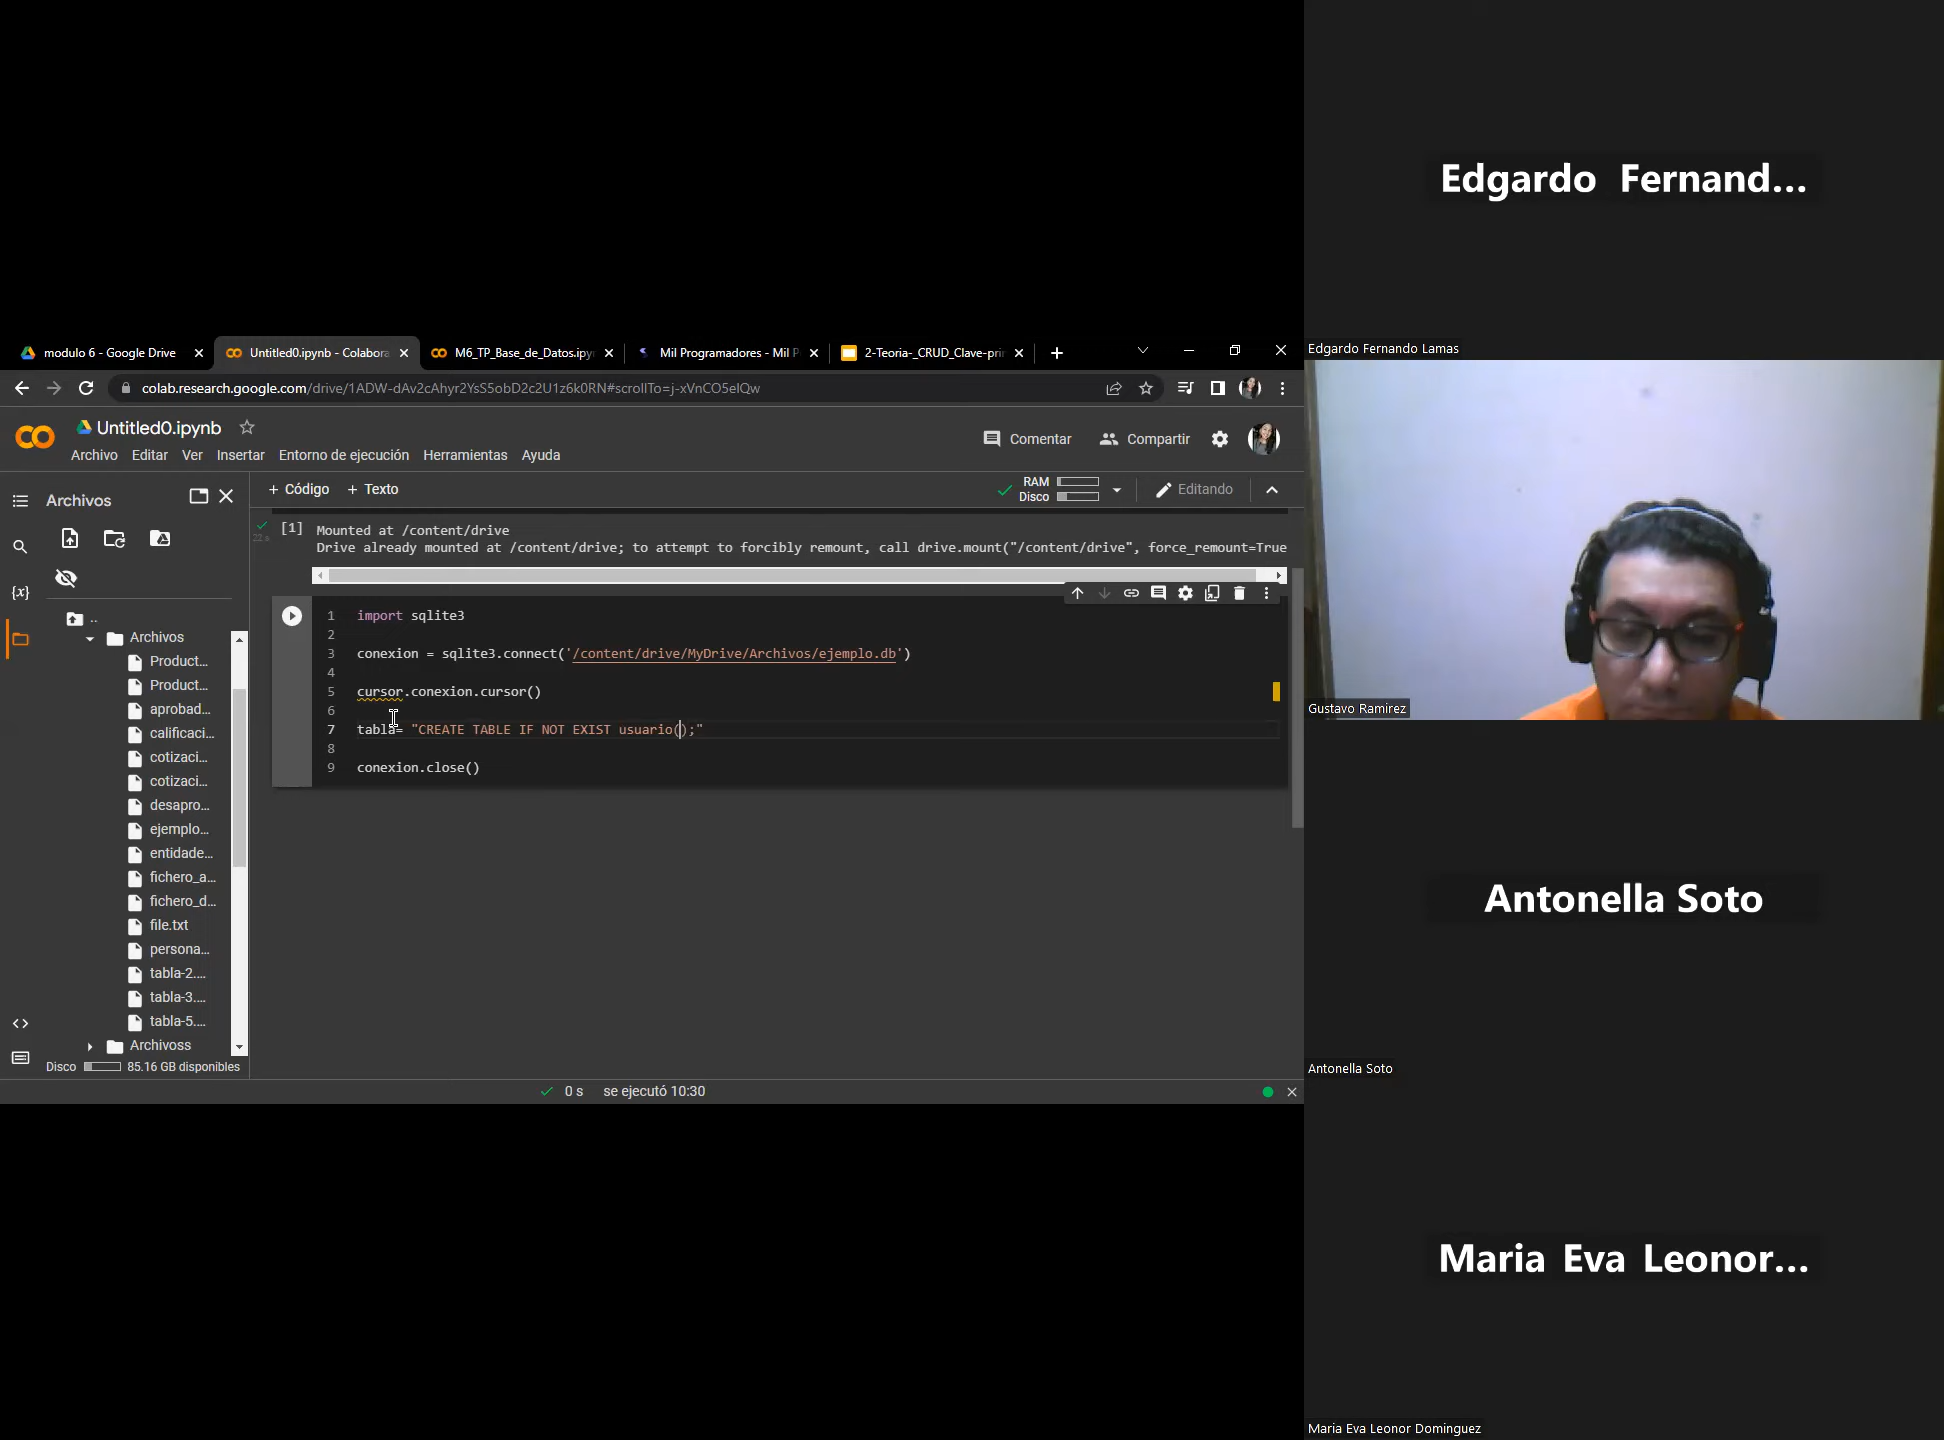 modulo 6 - Google Drive
Untitled0.ipynb - Colabora
M6_TP_Base_de_Datos.ipy
Mil Programadores - Mil P
2-Teoria-_CRUD_Clave-pri
colab.research.google.com/drive/1ADW-dAv2cAhyr2YsS5obD2c2U1z6k0RN#scrollTo=j-xVnCO5elQw
Untitled0.ipynb
Comentar
Compartir
Archivo Editar Ver Insertar Entorno de ejecución Herramientas Ayuda
Archivos
+ Código + Texto
RAM
Disco
Editando
[1]
Mounted at /content/drive
Drive already mounted at /content/drive; to attempt to forcibly remount, call drive.mount("/content/drive", force_remount=True
{x}
..
Archivos
Product...
Product...
aprobad...
calificaci...
cotizaci...
cotizaci...
desapro...
ejemplo...
entidade...
fichero_a...
fichero_d...
file.txt
persona...
tabla-2....
tabla-3....
tabla-5....
Archivoss
Disco 85.16 GB disponibles
1 import sqlite3
2
3 conexion = sqlite3.connect('/content/drive/MyDrive/Archivos/ejemplo.db')
4
5 cursor.conexion.cursor()
6
7 tabla= "CREATE TABLE IF NOT EXIST usuario();"
8
9 conexion.close()
0 s se ejecutó 10:30
Edgardo Fernand...
Edgardo Fernando Lamas
Gustavo Ramirez
Antonella Soto
Antonella Soto
Maria Eva Leonor...
Maria Eva Leonor Dominguez